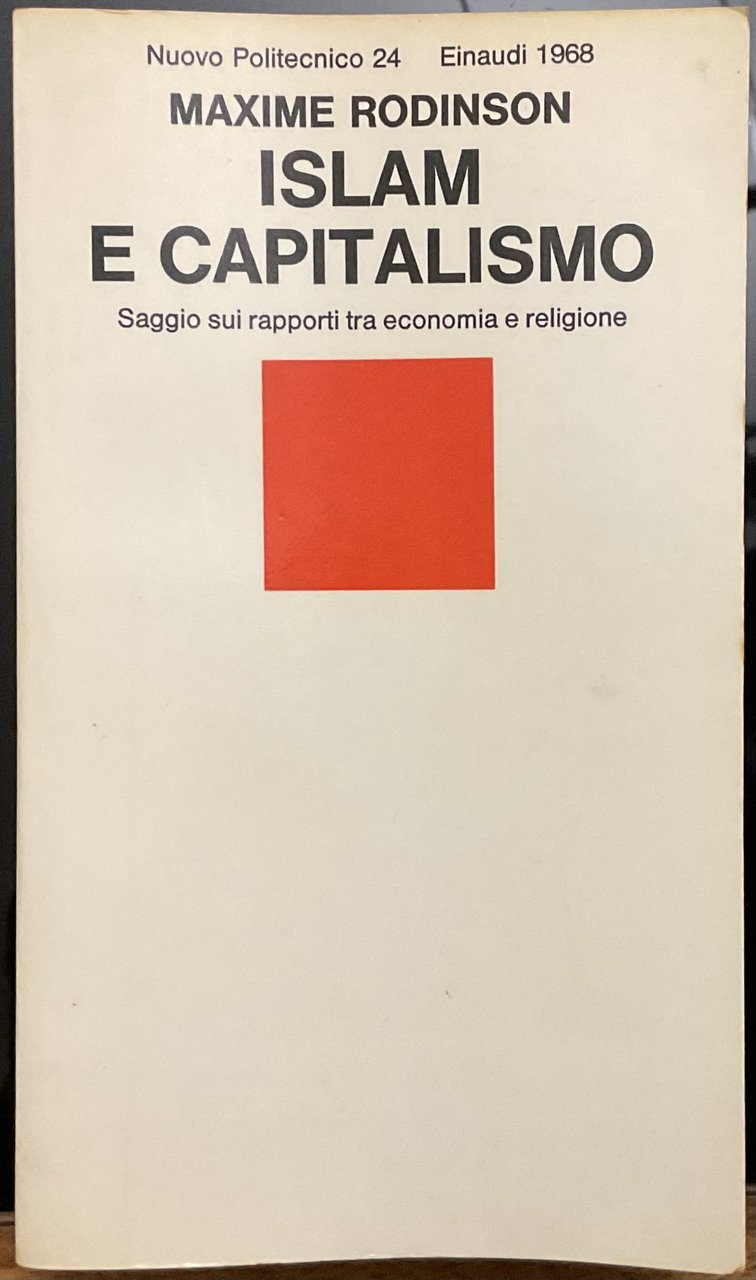 Nuovo Politecnico 24 Einaudi 1968
MAXIME RODINSON
ISLAM
E CAPITALISMO
Saggio sui rapporti tra economia e religione